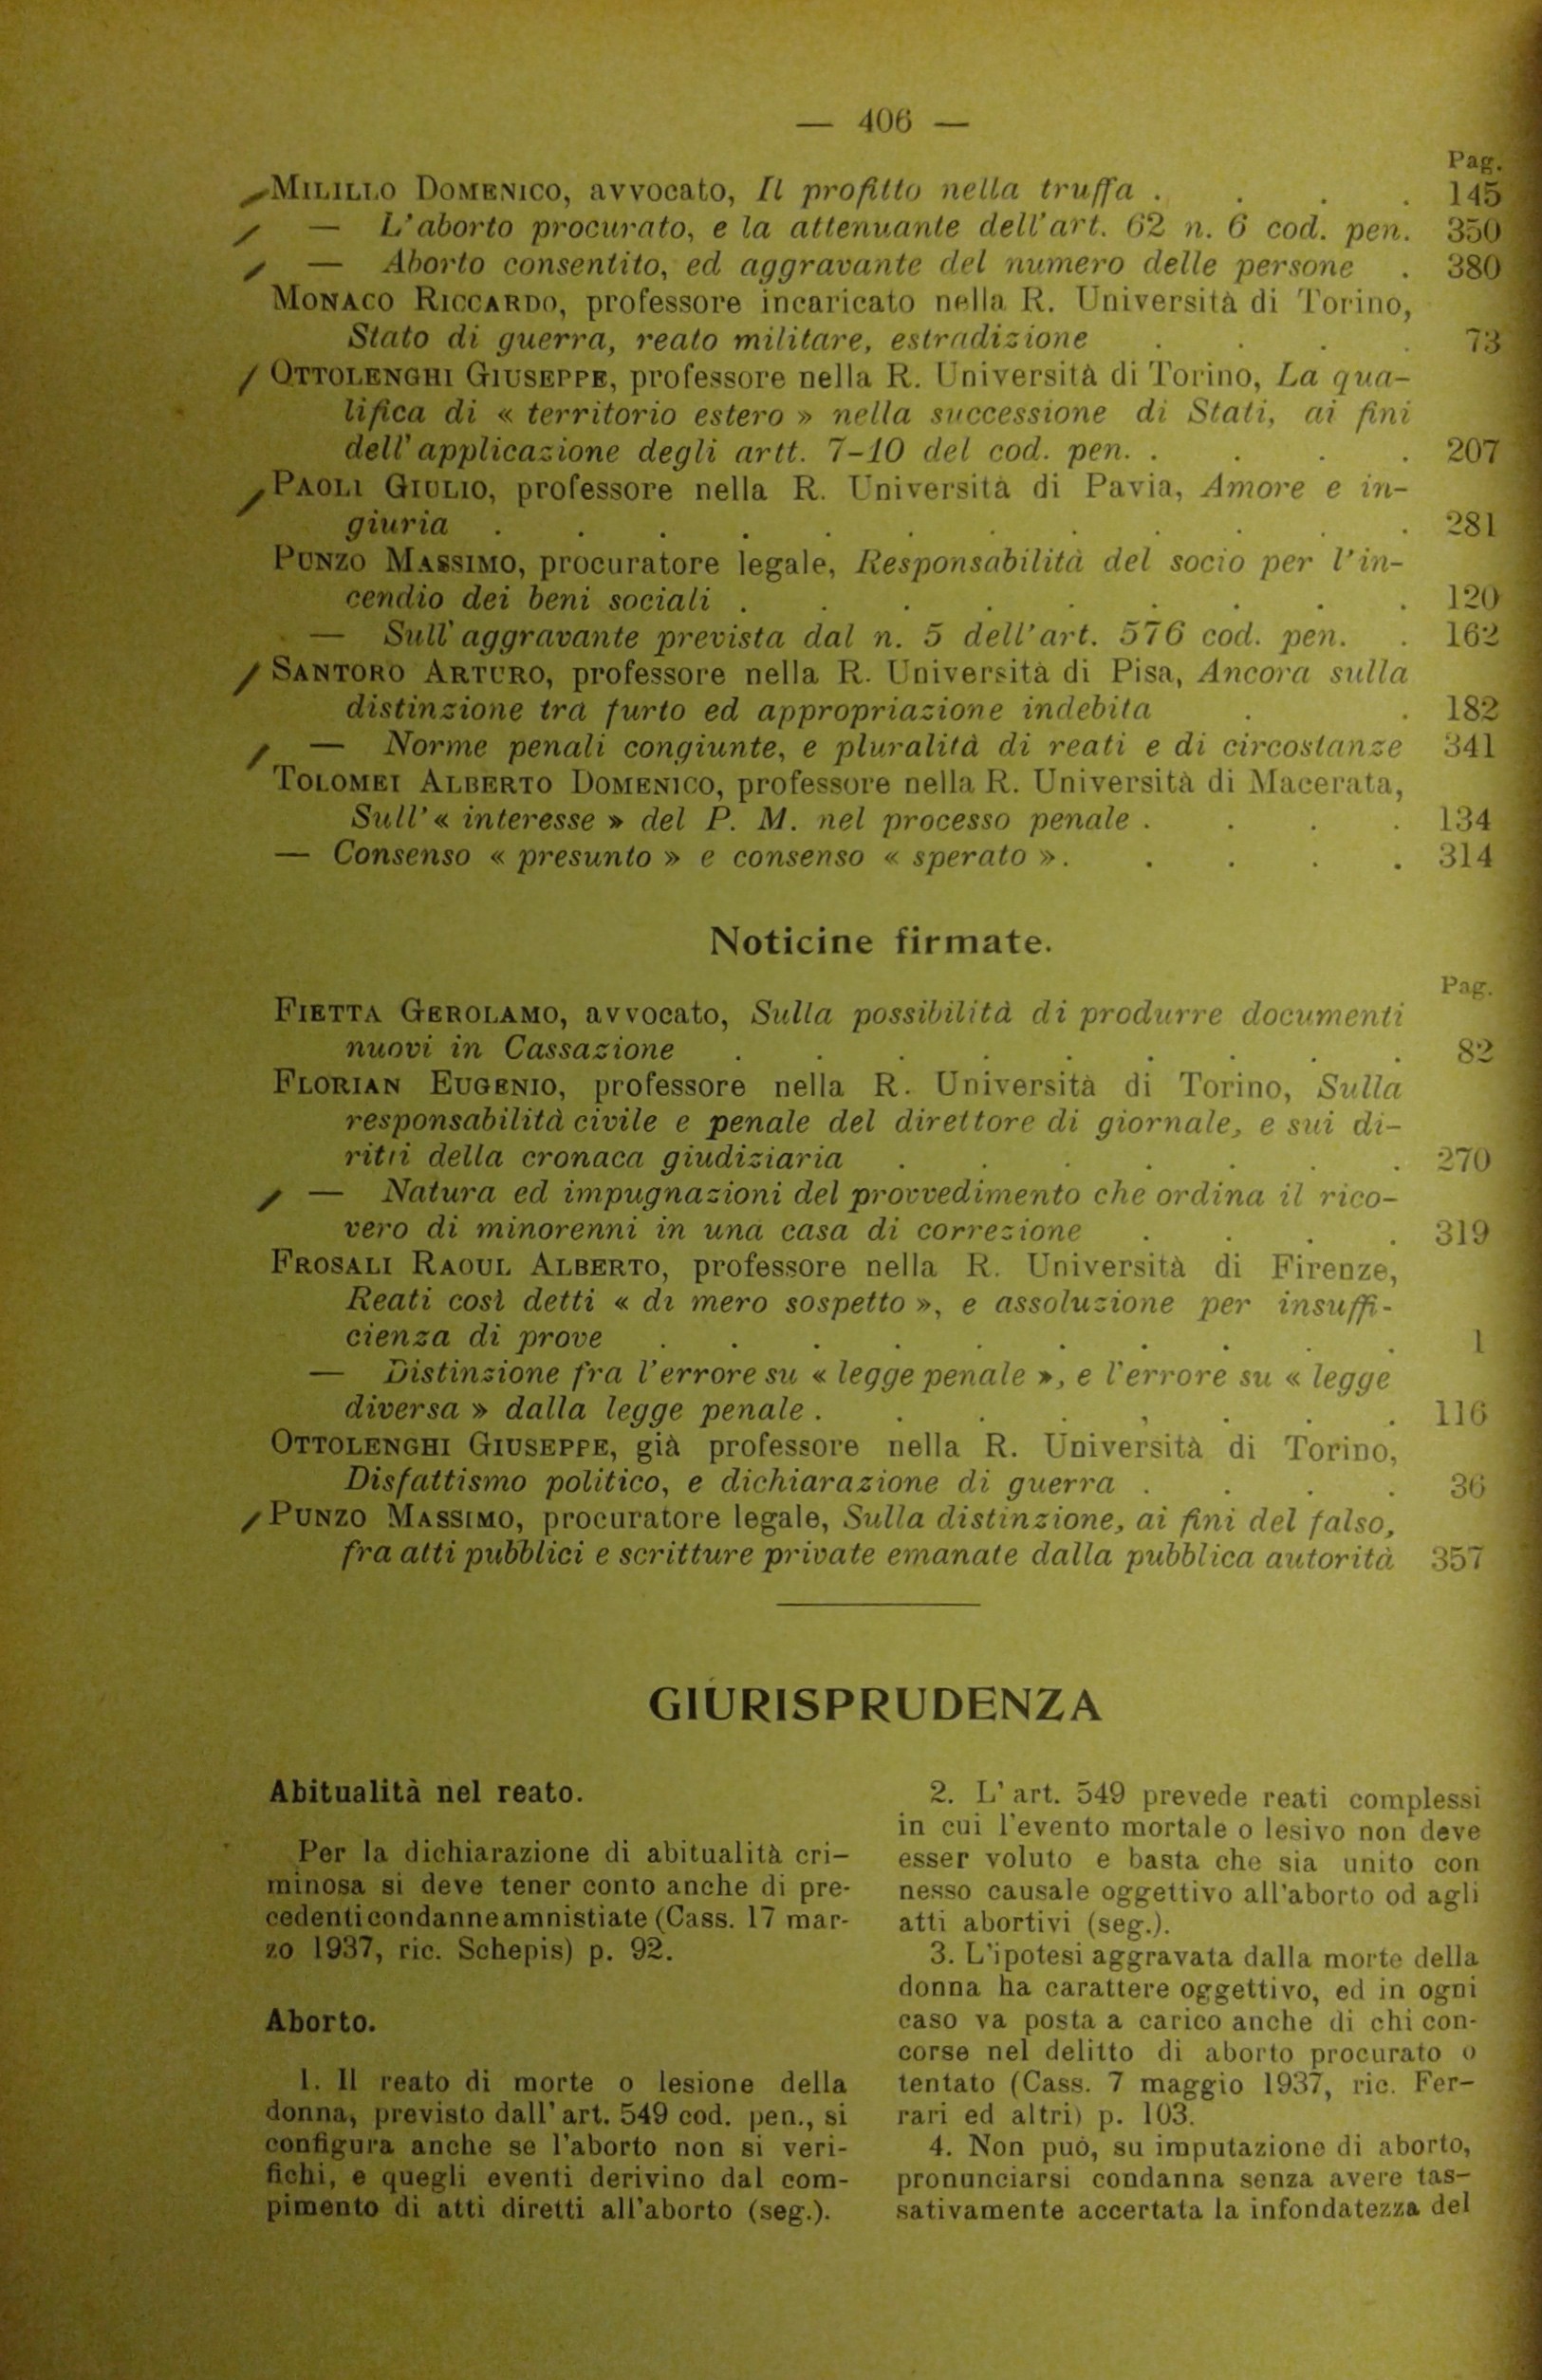 — 406 —
Pag.
MILILLO DOMENICO, avvocato, Il profitto nella truffa . . . . 145
— L'aborto procurato, e la attenuante dell'art. 62 n. 6 cod. pen. 350
— Aborto consentito, ed aggravante del numero delle persone . 380
MONACO RICCARDO, professore incaricato nella R. Università di Torino,
Stato di guerra, reato militare, estradizione . . . . 73
OTTOLENGHI GIUSEPPE, professore nella R. Università di Torino, La qua-
lifica di « territorio estero » nella successione di Stati, ai fini
dell'applicazione degli artt. 7-10 del cod. pen. . . . . 207
PAOLI GIULIO, professore nella R. Università di Pavia, Amore e in-
giuria . . . . . . . . . . . . 281
PUNZO MASSIMO, procuratore legale, Responsabilità del socio per l'in-
cendio dei beni sociali . . . . . . . . . 120
— Sull'aggravante prevista dal n. 5 dell'art. 576 cod. pen. . 162
SANTORO ARTURO, professore nella R. Università di Pisa, Ancora sulla
distinzione tra furto ed appropriazione indebita . . 182
— Norme penali congiunte, e pluralità di reati e di circostanze 341
TOLOMEI ALBERTO DOMENICO, professore nella R. Università di Macerata,
Sull'« interesse » del P. M. nel processo penale . . . . 134
— Consenso « presunto » e consenso « sperato ». . . . . 314
Noticine firmate.
Pag.
FIETTA GEROLAMO, avvocato, Sulla possibilità di produrre documenti
nuovi in Cassazione . . . . . . . . . 82
FLORIAN EUGENIO, professore nella R. Università di Torino, Sulla
responsabilità civile e penale del direttore di giornale, e sui di-
ritti della cronaca giudiziaria . . . . . . . 270
— Natura ed impugnazioni del provvedimento che ordina il rico-
vero di minorenni in una casa di correzione . . . . 319
FROSALI RAOUL ALBERTO, professore nella R. Università di Firenze,
Reati così detti « di mero sospetto », e assoluzione per insuffi-
cienza di prove . . . . . . . . . . 1
— Distinzione fra l'errore su « legge penale », e l'errore su « legge
diversa » dalla legge penale . . . . . . . . 116
OTTOLENGHI GIUSEPPE, già professore nella R. Università di Torino,
Disfattismo politico, e dichiarazione di guerra . . . . 36
PUNZO MASSIMO, procuratore legale, Sulla distinzione, ai fini del falso,
fra atti pubblici e scritture private emanate dalla pubblica autorità 357
GIURISPRUDENZA
Abitualità nel reato.
Per la dichiarazione di abitualità cri-
minosa si deve tener conto anche di pre-
cedenti condanne amnistiate (Cass. 17 mar-
zo 1937, ric. Schepis) p. 92.
Aborto.
1. Il reato di morte o lesione della
donna, previsto dall'art. 549 cod. pen., si
configura anche se l'aborto non si veri-
fichi, e quegli eventi derivino dal com-
pimento di atti diretti all'aborto (seg.).
2. L'art. 549 prevede reati complessi
in cui l'evento mortale o lesivo non deve
esser voluto e basta che sia unito con
nesso causale oggettivo all'aborto od agli
atti abortivi (seg.).
3. L'ipotesi aggravata dalla morte della
donna ha carattere oggettivo, ed in ogni
caso va posta a carico anche di chi con-
corse nel delitto di aborto procurato o
tentato (Cass. 7 maggio 1937, ric. Fer-
rari ed altri) p. 103.
4. Non può, su imputazione di aborto,
pronunciarsi condanna senza avere tas-
sativamente accertata la infondatezza del